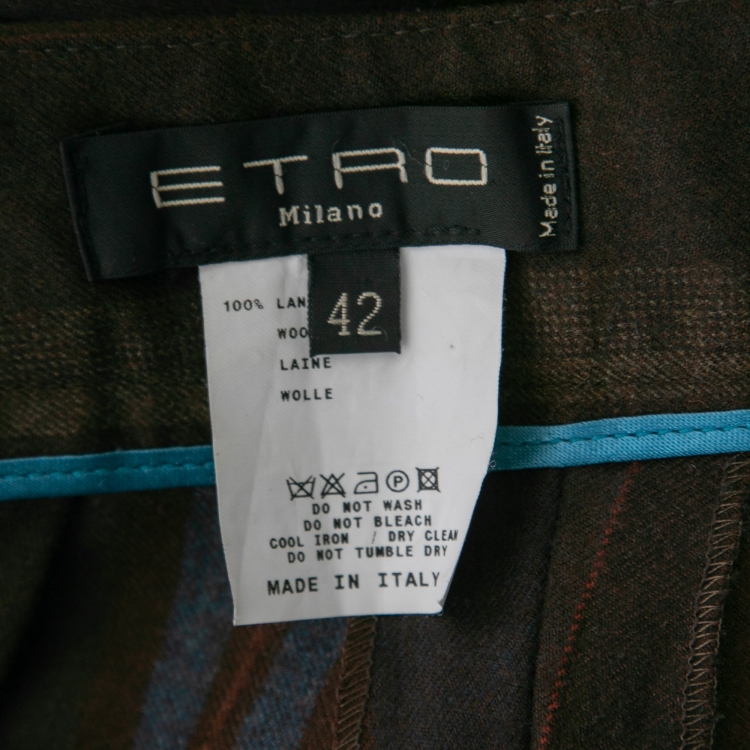 ETRO
Milano
Made in Italy
42
100% LAN
WOO
LAINE
WOLLE
P
DO NOT WASH
DO NOT BLEACH
COOL IRON / DRY CLEAN
DO NOT TUMBLE DRY
MADE IN ITALY